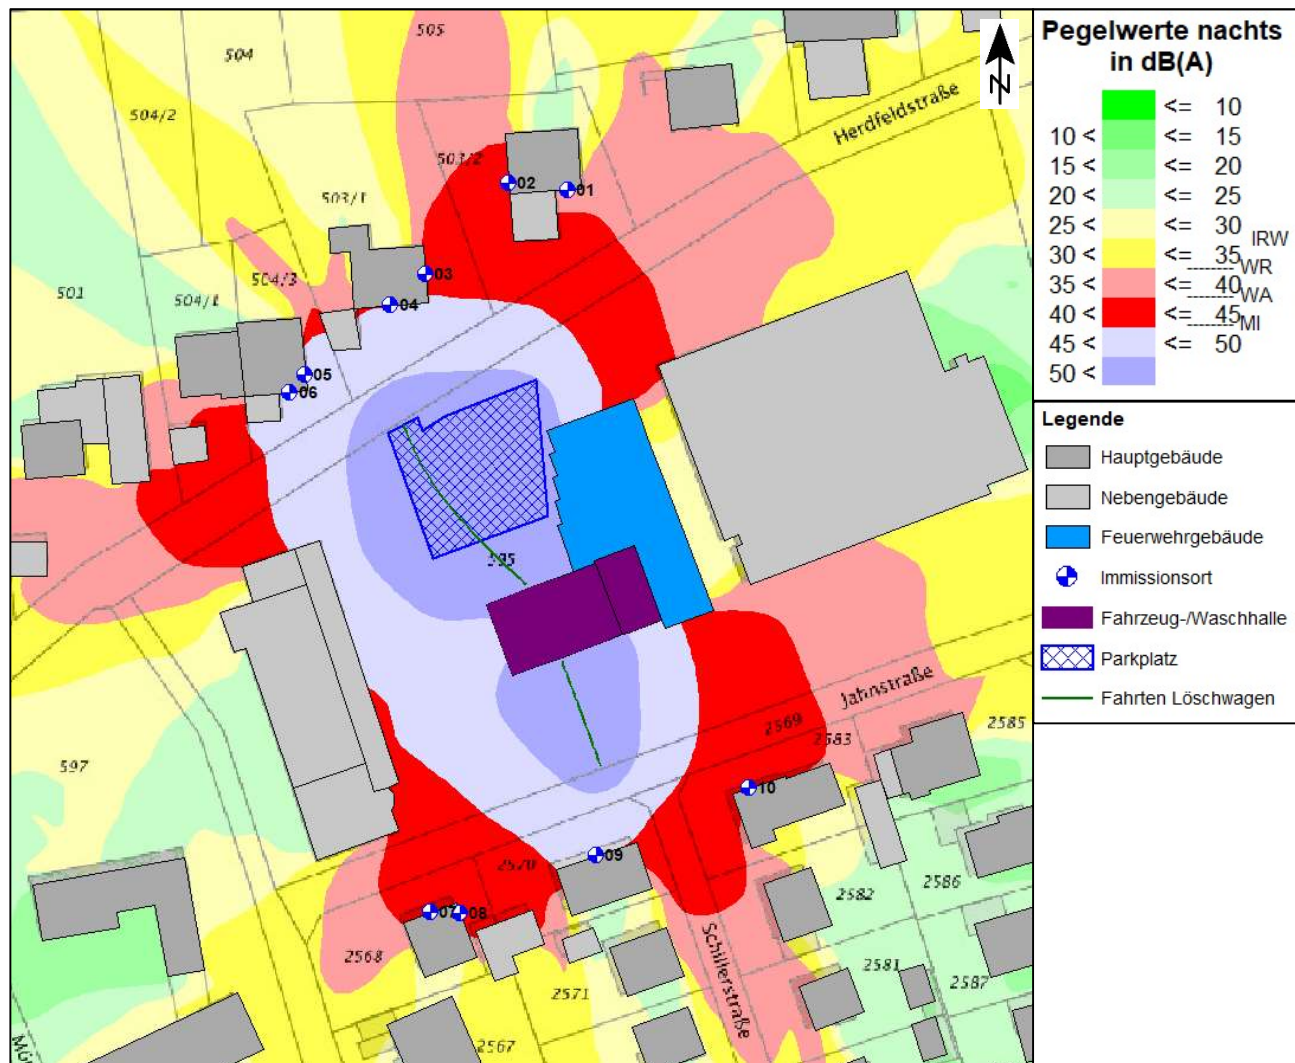 505
504
504/2
503/2
503/1
504/3
504/1
501
Herdfeldstraße
N
02
01
03
04
05
06
595
597
Jahnstraße
2569
2583
2585
10
09
2570
07
08
2568
2582
2586
2581
2587
2571
2567
Schillerstraße
Pegelwerte nachts
in dB(A)
<= 10
10 < <= 15
15 < <= 20
20 < <= 25
25 < <= 30
IRW
30 < <= 35
WR
35 < <= 40
WA
40 < <= 45
MI
45 < <= 50
50 <
Legende
Hauptgebäude
Nebengebäude
Feuerwehrgebäude
Immissionsort
Fahrzeug-/Waschhalle
Parkplatz
Fahrten Löschwagen